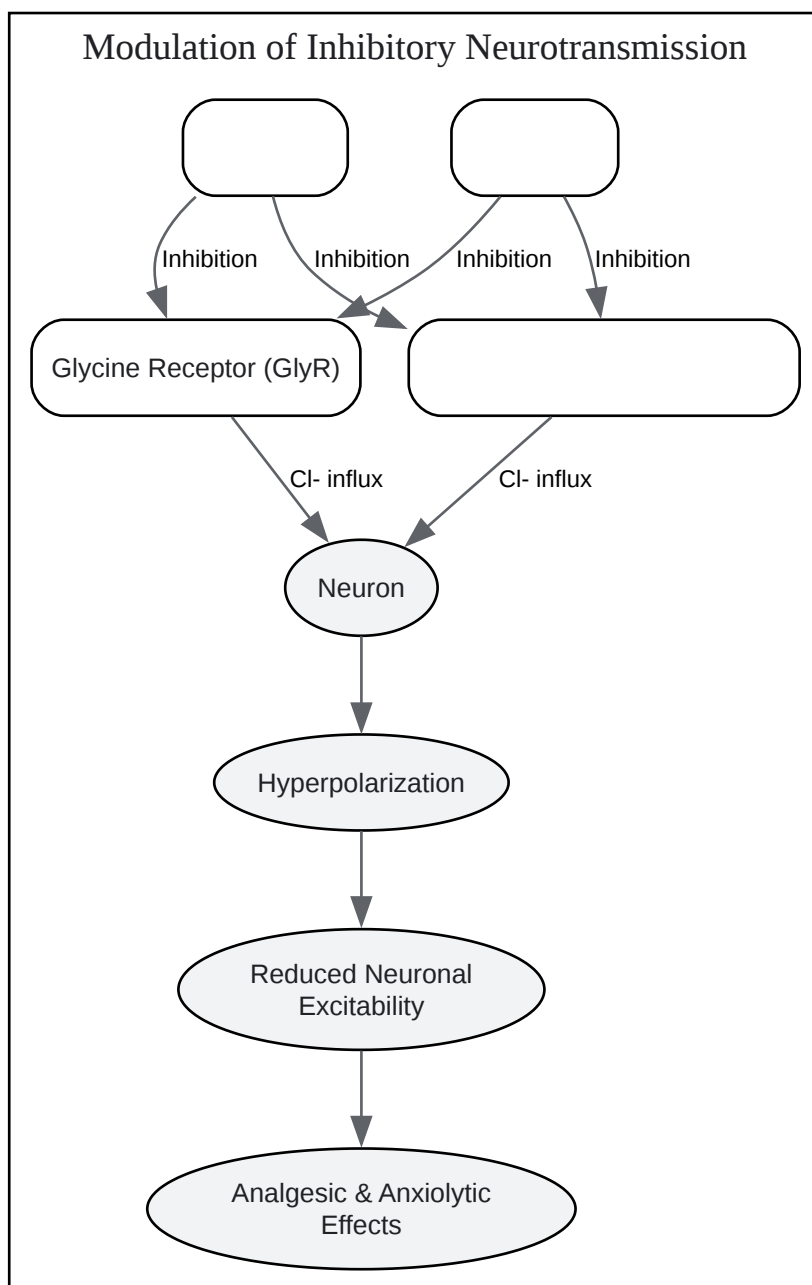 Modulation of Inhibitory Neurotransmission
Inhibition
Inhibition
Inhibition
Inhibition
Glycine Receptor (GlyR)
Cl- influx
Cl- influx
Neuron
Hyperpolarization
Reduced Neuronal
Excitability
Analgesic & Anxiolytic
Effects